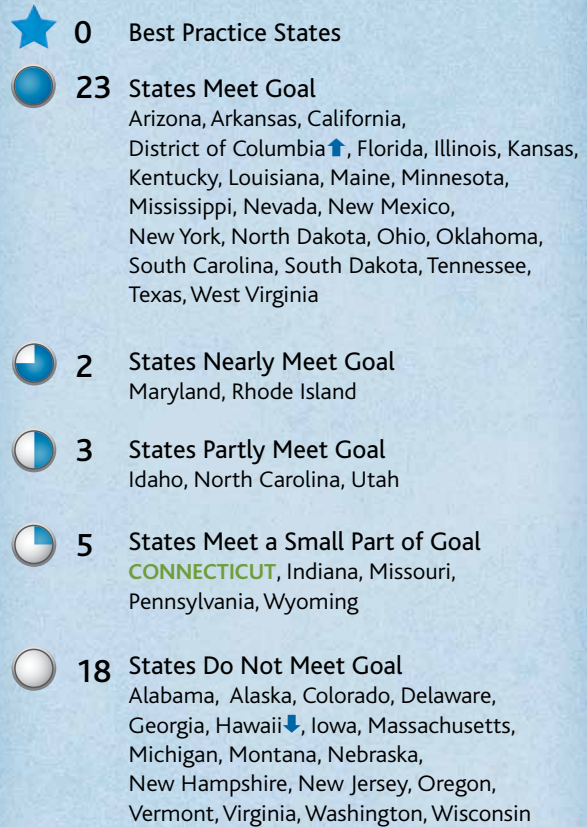 0 Best Practice States
23 States Meet Goal
Arizona, Arkansas, California,
District of Columbia⬆, Florida, Illinois, Kansas,
Kentucky, Louisiana, Maine, Minnesota,
Mississippi, Nevada, New Mexico,
New York, North Dakota, Ohio, Oklahoma,
South Carolina, South Dakota, Tennessee,
Texas, West Virginia
2 States Nearly Meet Goal
Maryland, Rhode Island
3 States Partly Meet Goal
Idaho, North Carolina, Utah
5 States Meet a Small Part of Goal
CONNECTICUT, Indiana, Missouri,
Pennsylvania, Wyoming
18 States Do Not Meet Goal
Alabama, Alaska, Colorado, Delaware,
Georgia, Hawaii⬇, Iowa, Massachusetts,
Michigan, Montana, Nebraska,
New Hampshire, New Jersey, Oregon,
Vermont, Virginia, Washington, Wisconsin